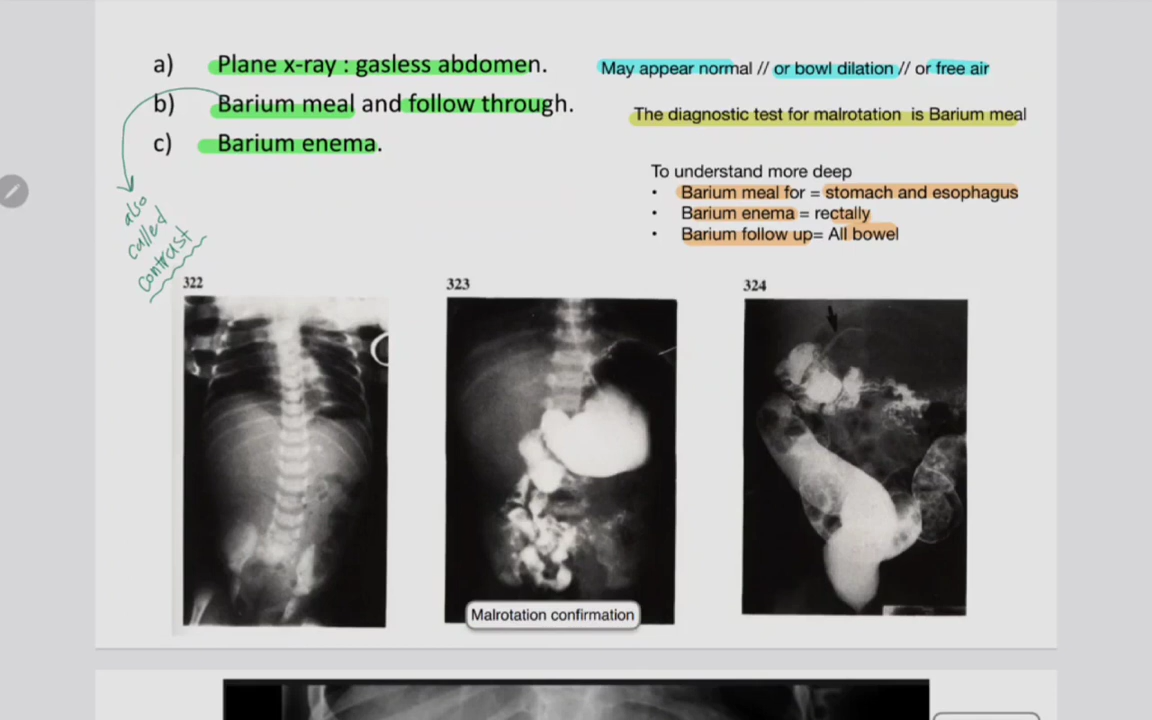 a) Plane x-ray : gasless abdomen.
May appear normal // or bowl dilation // or free air
b) Barium meal and follow through.
The diagnostic test for malrotation is Barium meal
c) Barium enema.
To understand more deep
• Barium meal for = stomach and esophagus
• Barium enema = rectally
• Barium follow up= All bowel
also
called
contrast
322
323
324
Malrotation confirmation